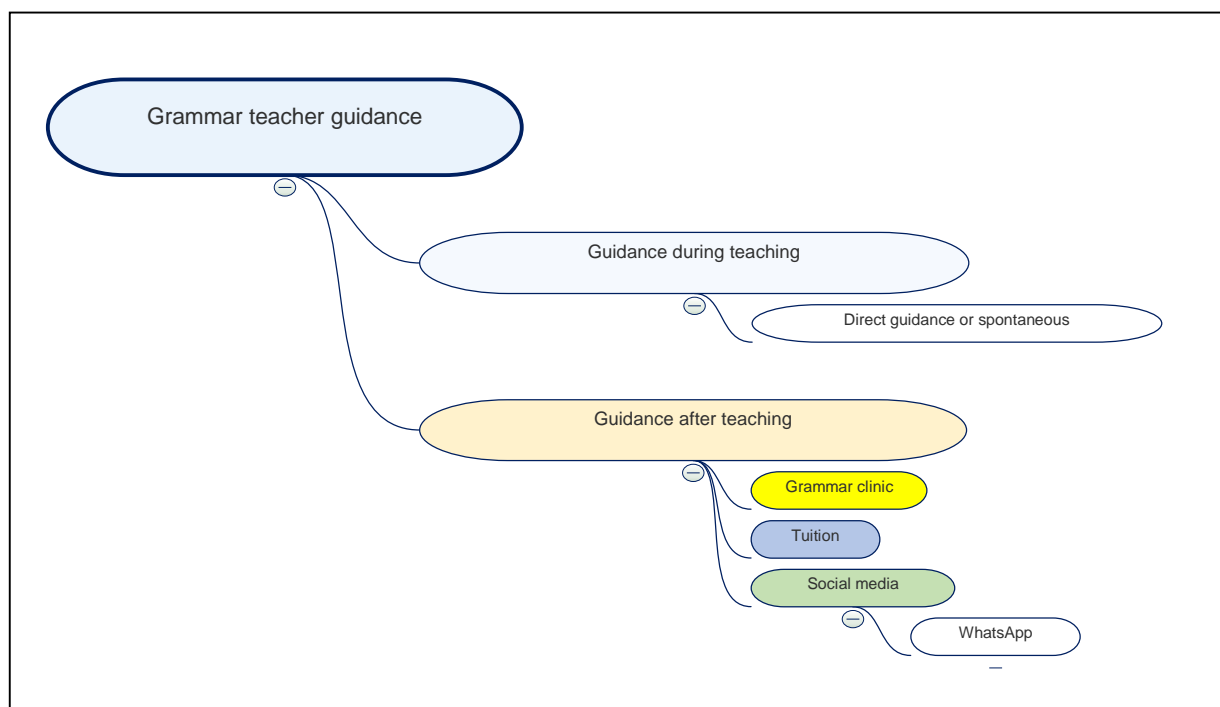 Grammar teacher guidance
Guidance during teaching
Direct guidance or spontaneous
Guidance after teaching
Grammar clinic
Tuition
Social media
WhatsApp